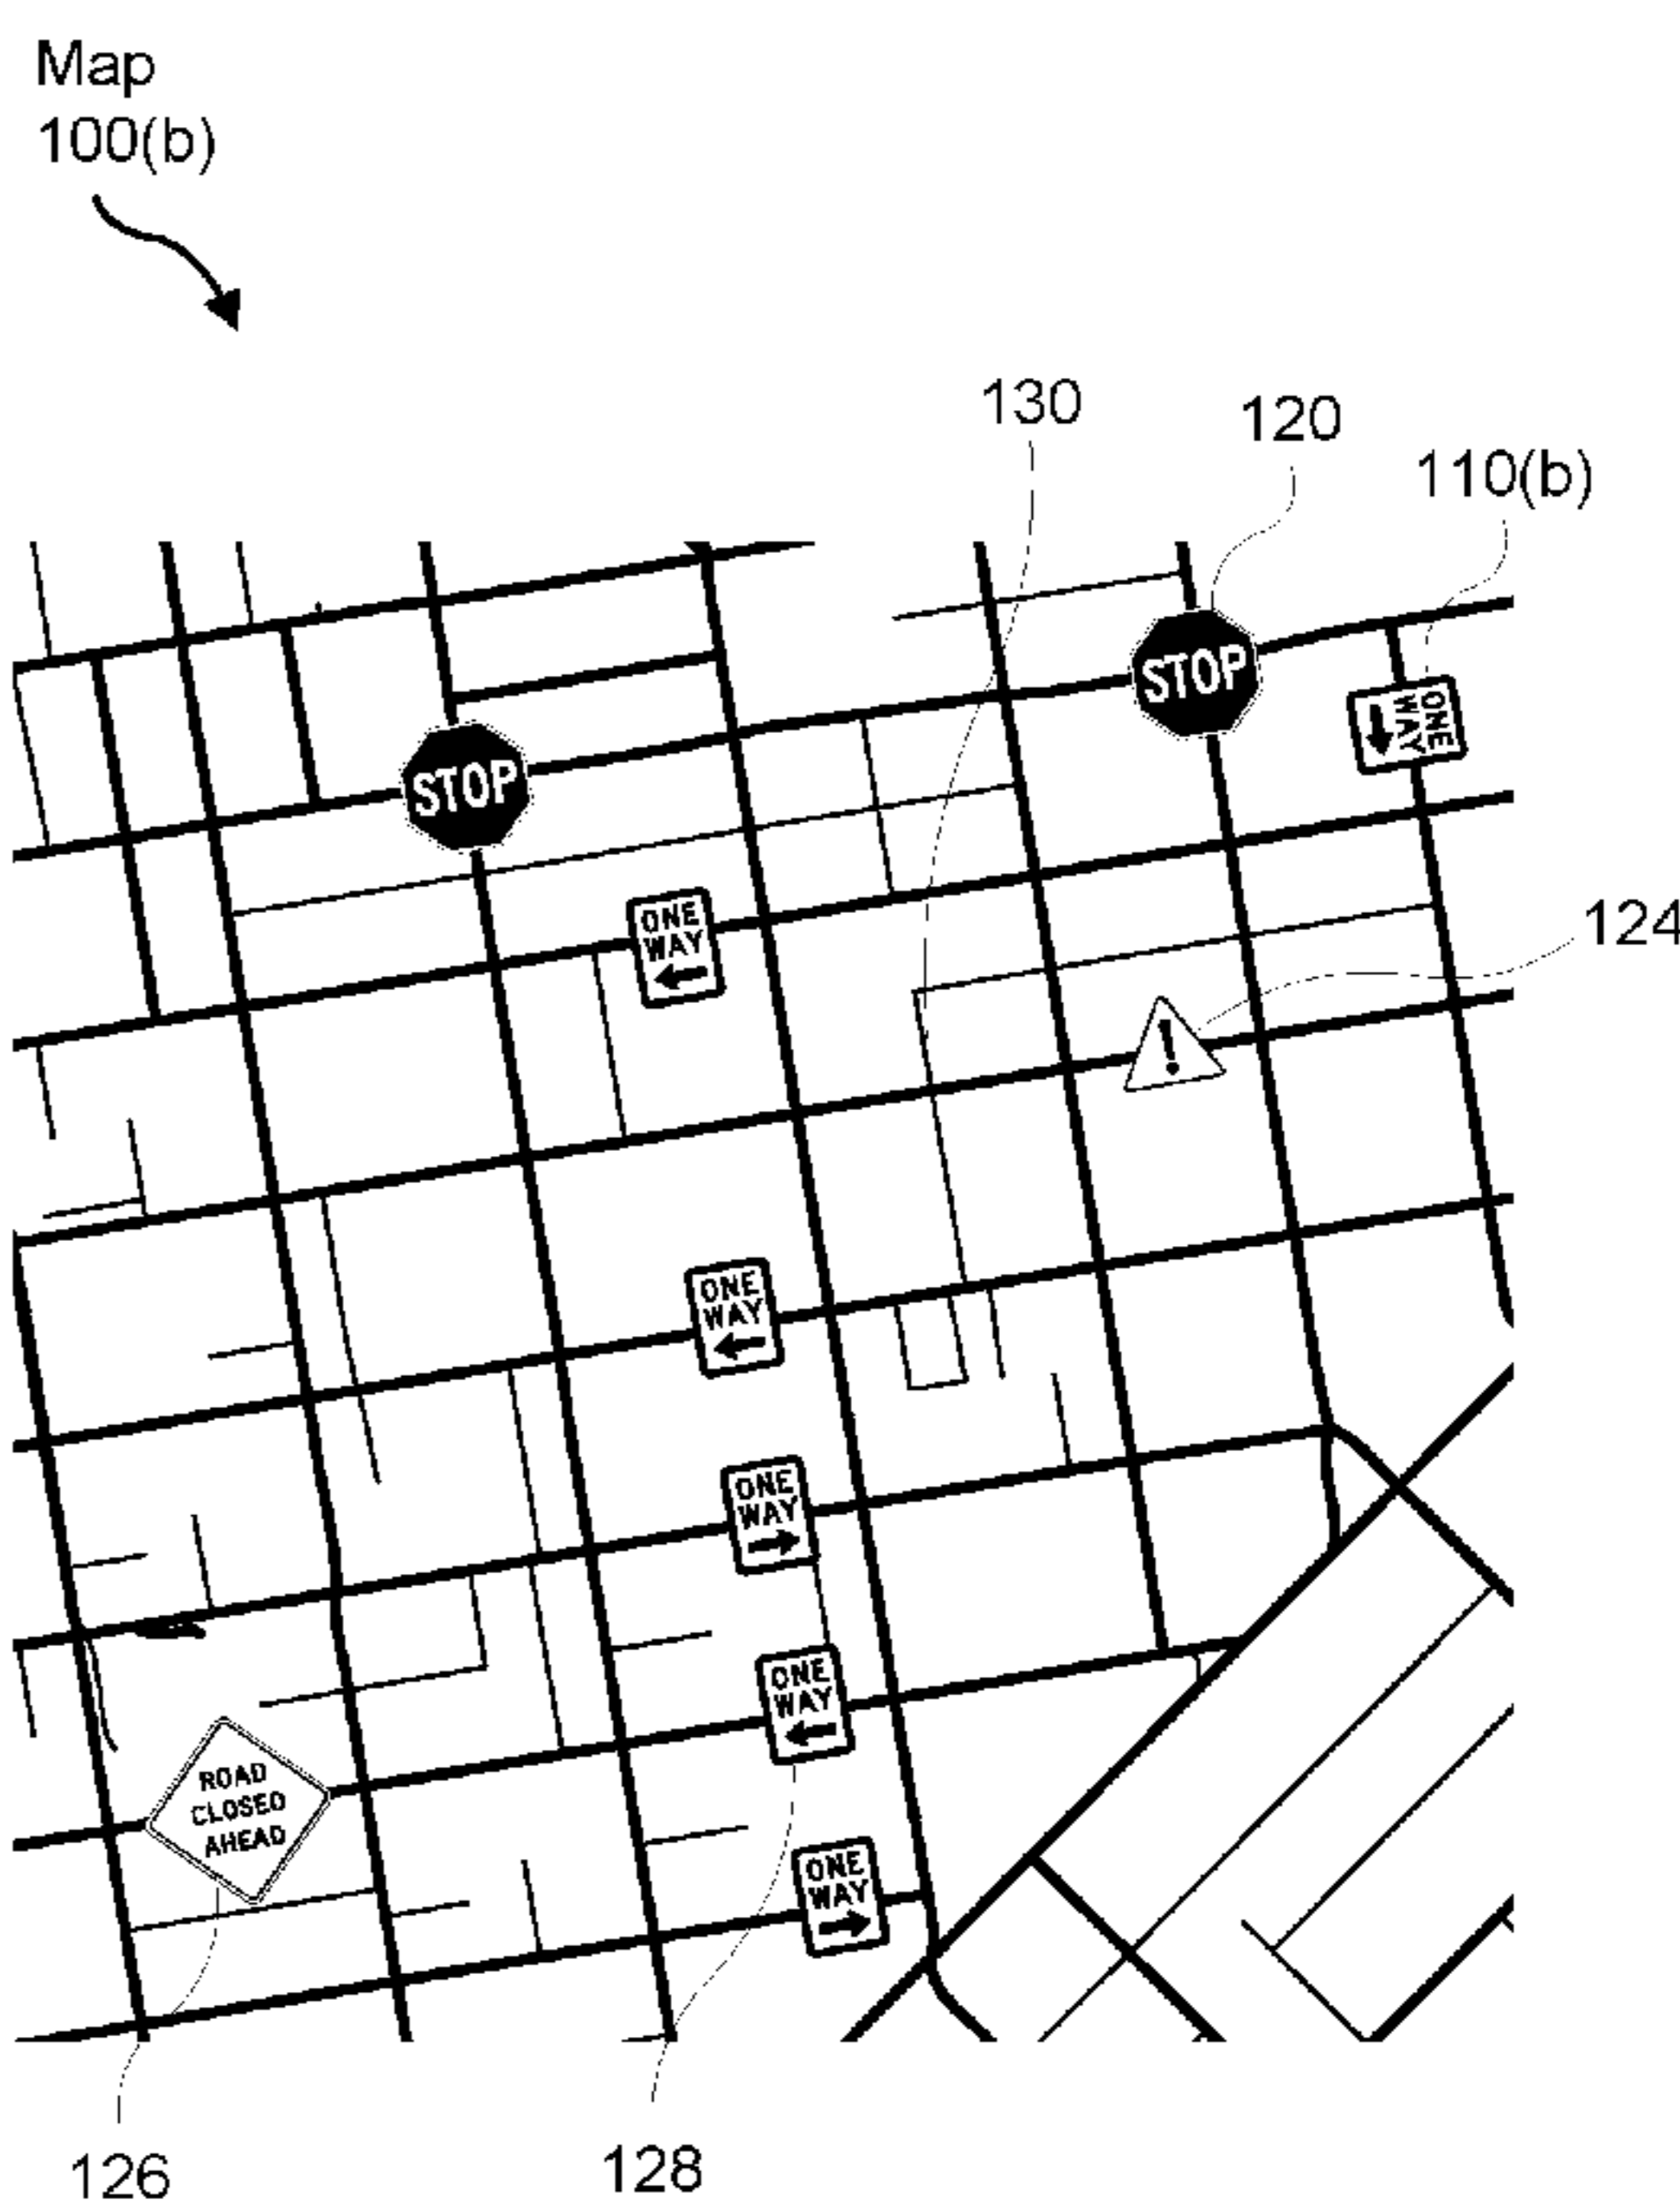 Map
100(b)
130
120
110(b)
STOP
ONE
WAY
STOP
ONE
WAY
124
ONE
WAY
ONE
WAY
ONE
WAY
ROAD
CLOSED
AHEAD
ONE
WAY
126
128